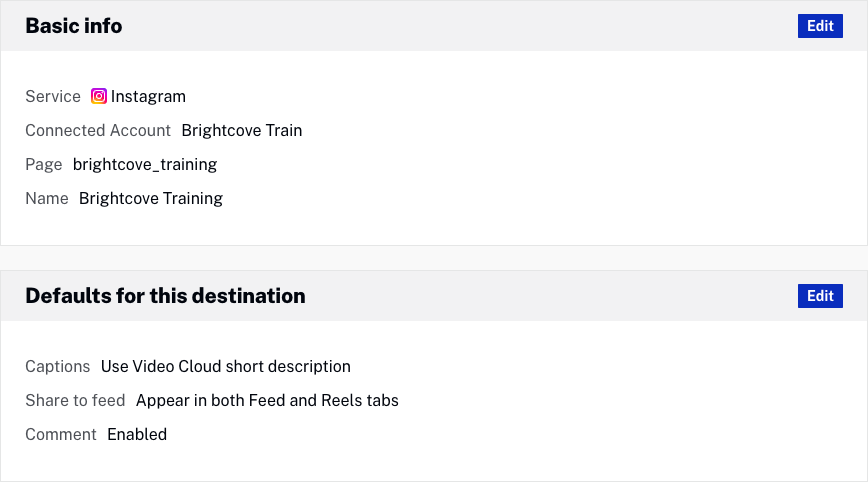 Basic info
Edit
Service Instagram
Connected Account Brightcove Train
Page brightcove_training
Name Brightcove Training
Defaults for this destination
Edit
Captions Use Video Cloud short description
Share to feed Appear in both Feed and Reels tabs
Comment Enabled